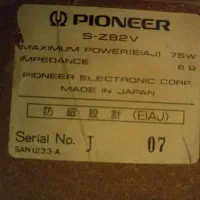 PIONEER
S-Z82V
MAXIMUM POWER(EIAJ) 75W
IMPEDANCE 6Ω
PIONEER ELECTRONIC CORP.
MADE IN JAPAN
防磁設計 (EIAJ)
Serial No. J 07
SAN1233-A